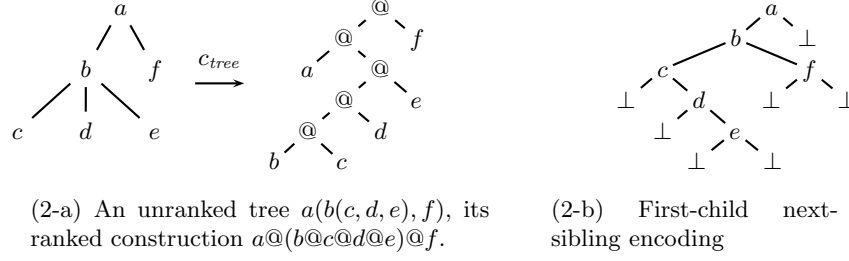 a
b f
c d e
c_tree
@
@ f
a @
@ e
@ d
b c
a
b ⊥
c f
⊥ d ⊥ ⊥
⊥ e
⊥ ⊥
(2-a) An unranked tree a(b(c, d, e), f), its
ranked construction a@(b@c@d@e)@f.
(2-b) First-child next-
sibling encoding